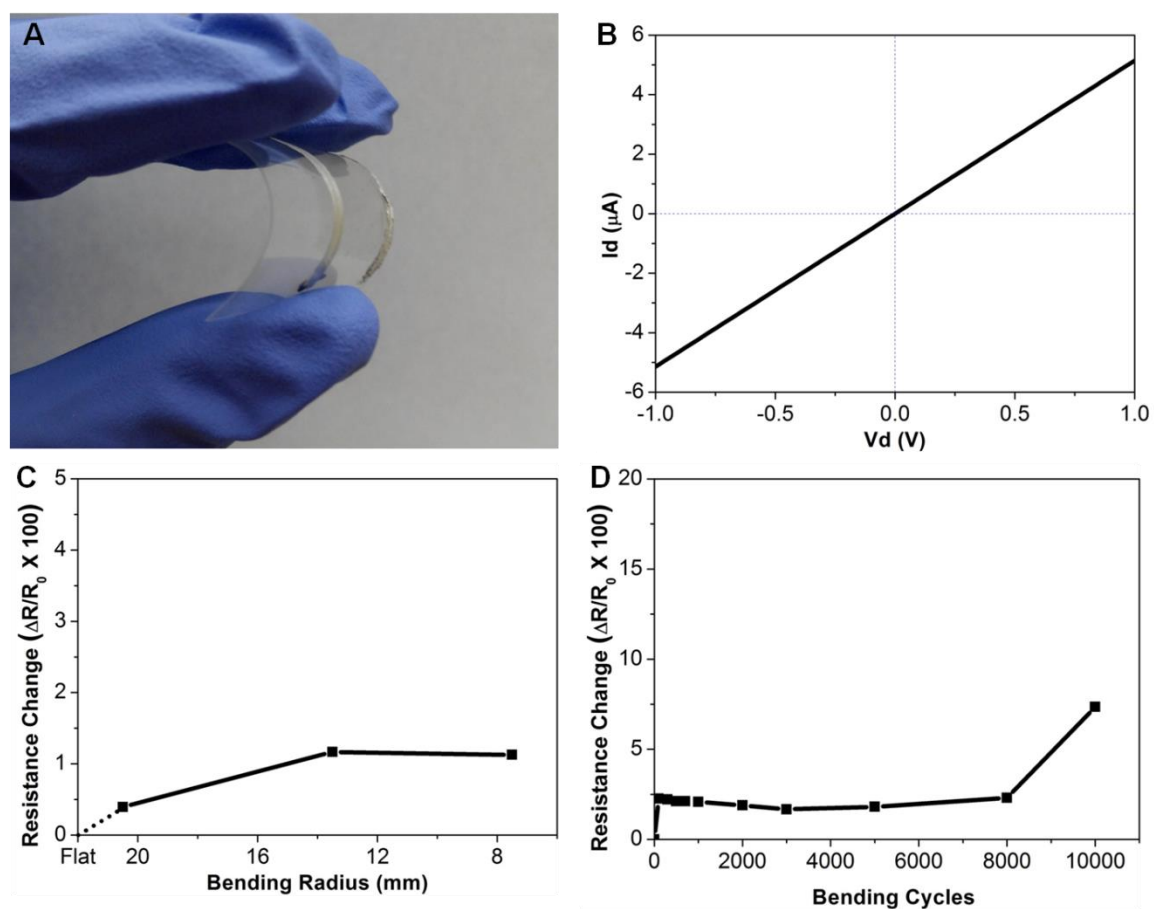 A
B
6
4
2
0
-2
-4
-6
Id (μA)
-1.0 -0.5 0.0 0.5 1.0
Vd (V)
C
5
4
3
2
1
0
Resistance Change (ΔR/R₀ X 100)
Flat 20 16 12 8
Bending Radius (mm)
D
20
15
10
5
0
Resistance Change (ΔR/R₀ X 100)
0 2000 4000 6000 8000 10000
Bending Cycles